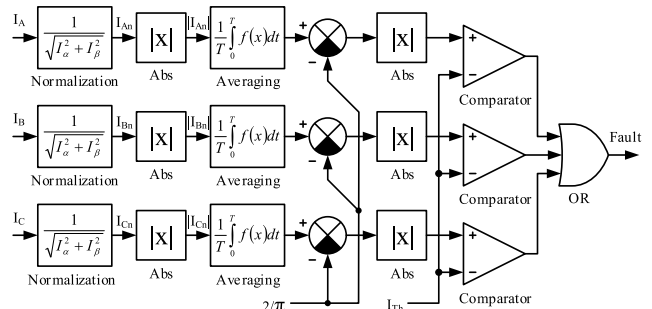 I_A
1 / √(I_α² + I_β²)
Normalization
I_An
|X|
Abs
|I_An|
1/T ∫₀ᵀ f(x)dt
Averaging
+
−
|X|
Abs
+
−
Comparator
I_B
1 / √(I_α² + I_β²)
Normalization
I_Bn
|X|
Abs
|I_Bn|
1/T ∫₀ᵀ f(x)dt
Averaging
+
−
|X|
Abs
+
−
Comparator
OR
Fault
I_C
1 / √(I_α² + I_β²)
Normalization
I_Cn
|X|
Abs
|I_Cn|
1/T ∫₀ᵀ f(x)dt
Averaging
+
−
|X|
Abs
+
−
Comparator
2/π
I_Th